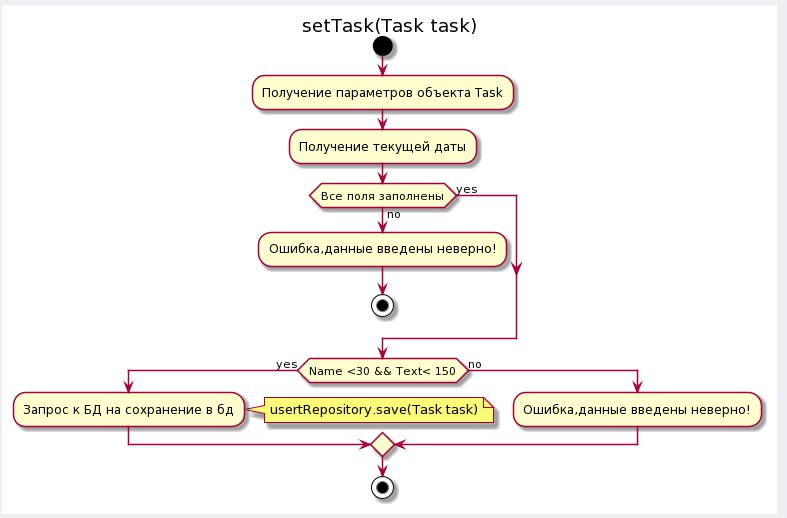 setTask(Task task)
Получение параметров объекта Task
Получение текущей даты
Все поля заполнены
yes
no
Ошибка,данные введены неверно!
yes
Name <30 && Text< 150
no
Запрос к БД на сохранение в бд
usertRepository.save(Task task)
Ошибка,данные введены неверно!